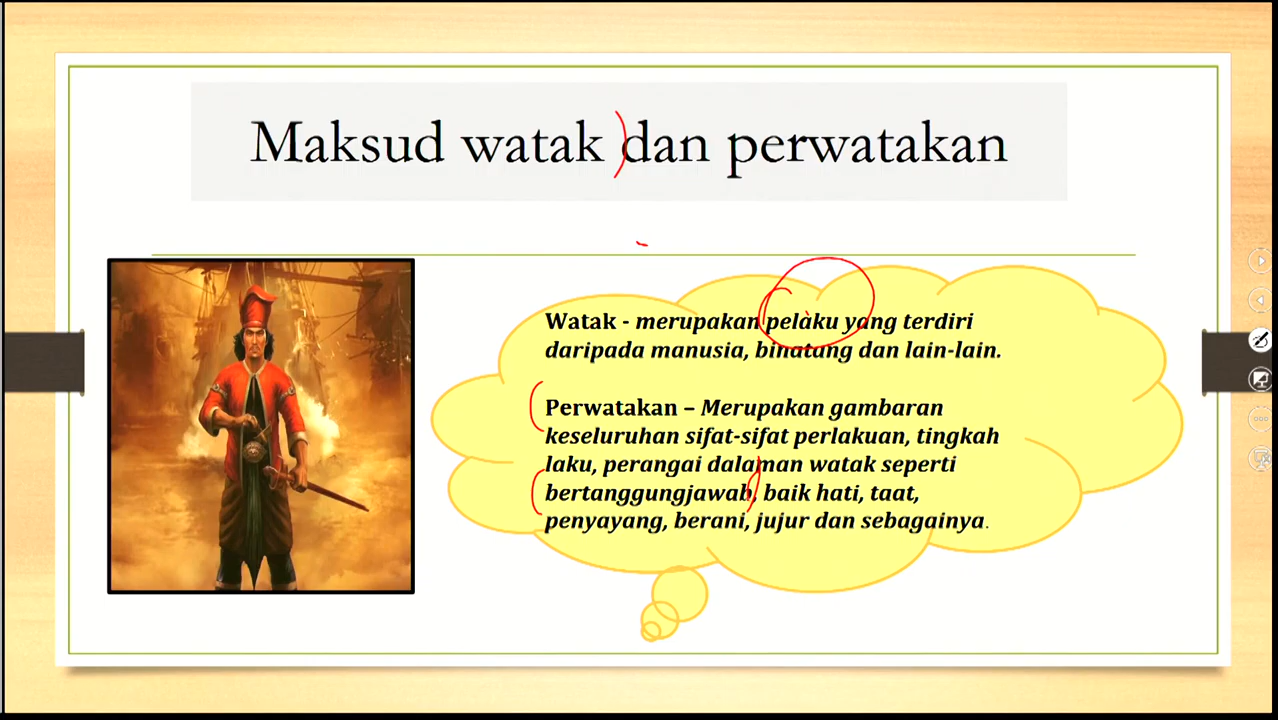 Maksud watak dan perwatakan
Watak - merupakan pelaku yang terdiri
daripada manusia, binatang dan lain-lain.
Perwatakan – Merupakan gambaran
keseluruhan sifat-sifat perlakuan, tingkah
laku, perangai dalaman watak seperti
bertanggungjawab, baik hati, taat,
penyayang, berani, jujur dan sebagainya.